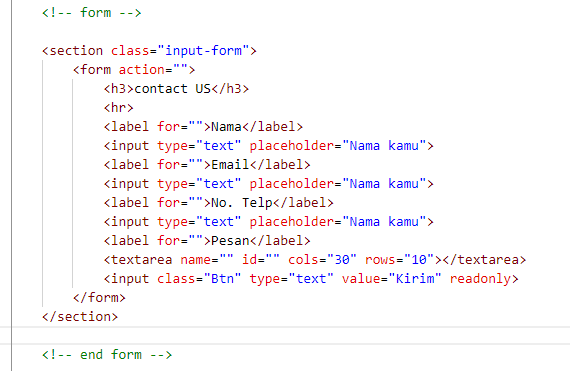 <!-- form -->
<section class="input-form">
<form action="">
<h3>contact US</h3>
<hr>
<label for="">Nama</label>
<input type="text" placeholder="Nama kamu">
<label for="">Email</label>
<input type="text" placeholder="Nama kamu">
<label for="">No. Telp</label>
<input type="text" placeholder="Nama kamu">
<label for="">Pesan</label>
<textarea name="" id="" cols="30" rows="10"></textarea>
<input class="Btn" type="text" value="Kirim" readonly>
</form>
</section>
<!-- end form -->